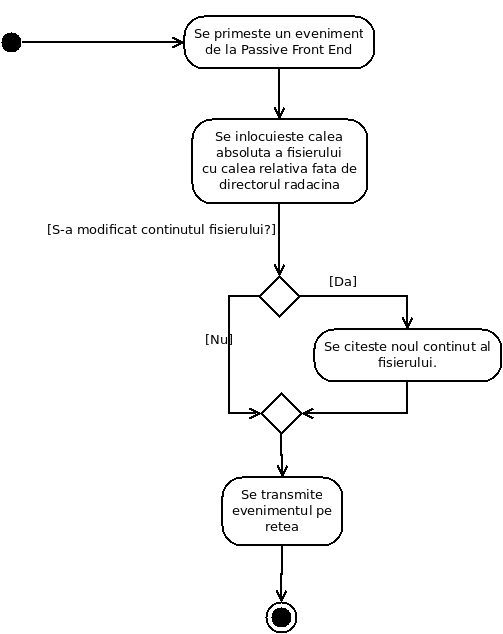 Se primeste un eveniment
de la Passive Front End
Se inlocuieste calea
absoluta a fisierului
cu calea relativa fata de
directorul radacina
[S-a modificat continutul fisierului?]
[Da]
[Nu]
Se citeste noul continut al
fisierului.
Se transmite
evenimentul pe
retea